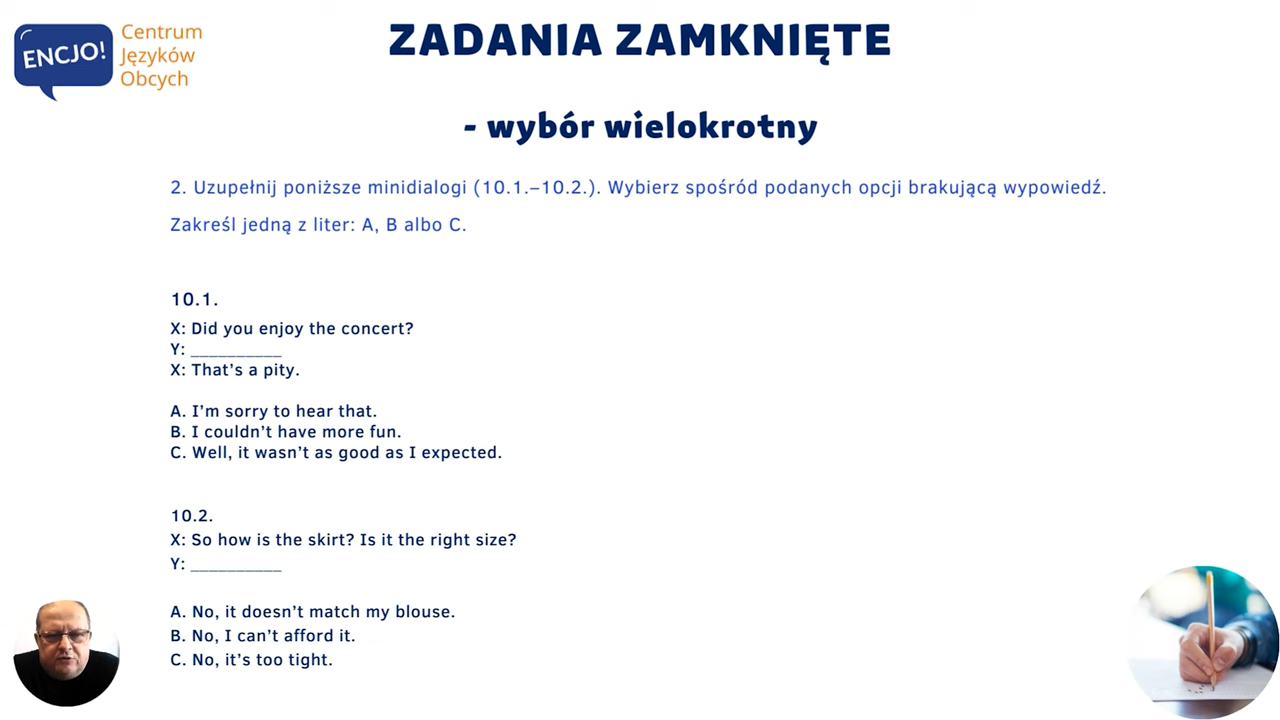 ENCJO!
Centrum
Języków
Obcych
ZADANIA ZAMKNIĘTE
- wybór wielokrotny
2. Uzupełnij poniższe minidialogi (10.1.–10.2.). Wybierz spośród podanych opcji brakującą wypowiedź.
Zakreśl jedną z liter: A, B albo C.
10.1.
X: Did you enjoy the concert?
Y: __________
X: That's a pity.
A. I'm sorry to hear that.
B. I couldn't have more fun.
C. Well, it wasn't as good as I expected.
10.2.
X: So how is the skirt? Is it the right size?
Y: __________
A. No, it doesn't match my blouse.
B. No, I can't afford it.
C. No, it's too tight.